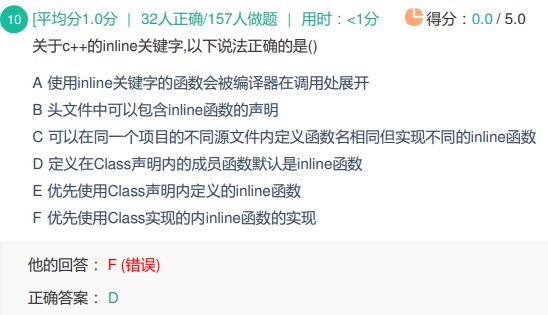 10 [平均分1.0分 | 32人正确/157人做题 | 用时：<1分 得分：0.0 / 5.0
关于c++的inline关键字,以下说法正确的是()
A 使用inline关键字的函数会被编译器在调用处展开
B 头文件中可以包含inline函数的声明
C 可以在同一个项目的不同源文件内定义函数名相同但实现不同的inline函数
D 定义在Class声明内的成员函数默认是inline函数
E 优先使用Class声明内定义的inline函数
F 优先使用Class实现的内inline函数的实现
他的回答： F (错误)
正确答案： D